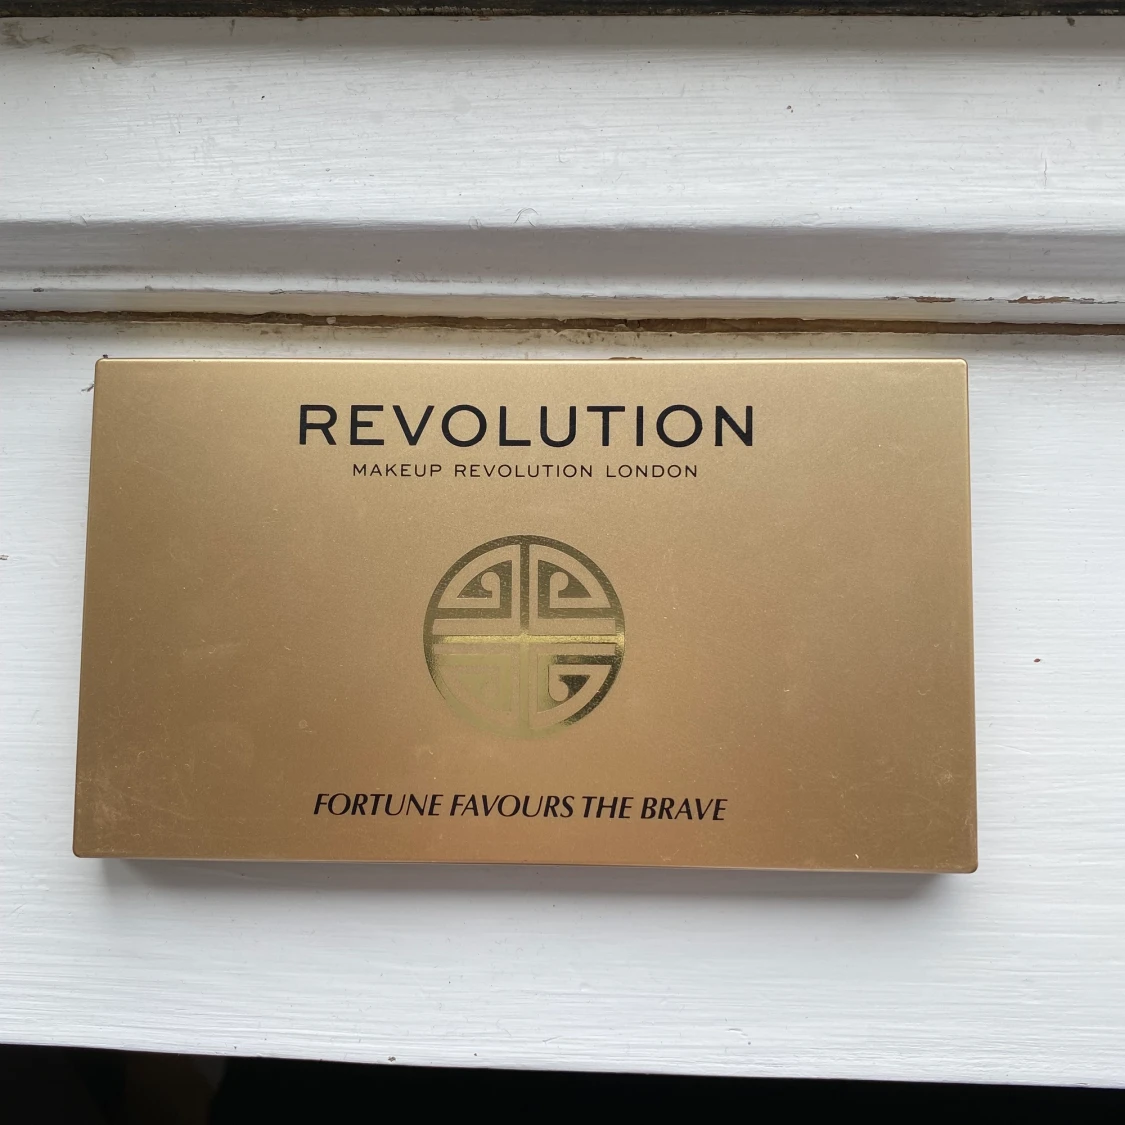 REVOLUTION
MAKEUP REVOLUTION LONDON
FORTUNE FAVOURS THE BRAVE